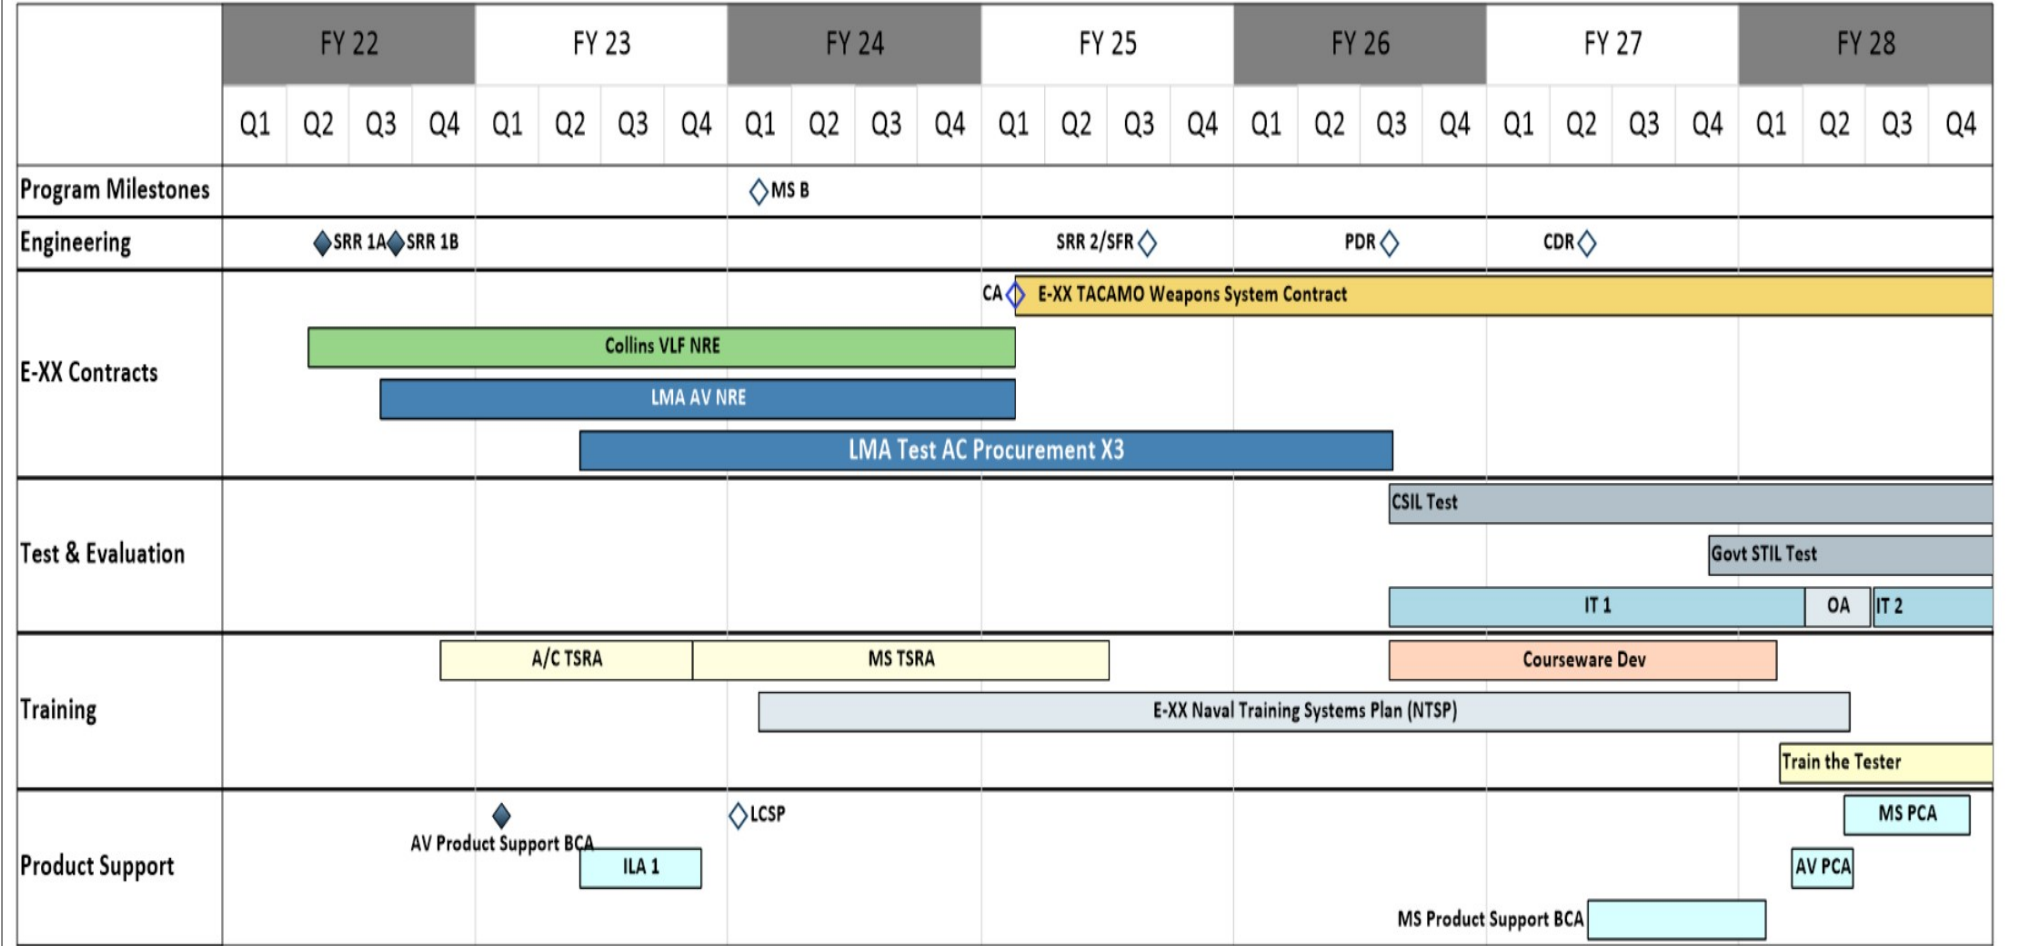 FY 22 FY 23 FY 24 FY 25 FY 26 FY 27 FY 28
Q1 Q2 Q3 Q4 Q1 Q2 Q3 Q4 Q1 Q2 Q3 Q4 Q1 Q2 Q3 Q4 Q1 Q2 Q3 Q4 Q1 Q2 Q3 Q4 Q1 Q2 Q3 Q4
Program Milestones MS B
Engineering SRR 1A SRR 1B SRR 2/SFR PDR CDR
E-XX Contracts
CA E-XX TACAMO Weapons System Contract
Collins VLF NRE
LMA AV NRE
LMA Test AC Procurement X3
Test & Evaluation
CSIL Test
Govt STIL Test
IT 1 OA IT 2
Training
A/C TSRA MS TSRA Courseware Dev
E-XX Naval Training Systems Plan (NTSP)
Train the Tester
Product Support
LCSP MS PCA
AV Product Support BCA
ILA 1 AV PCA
MS Product Support BCA